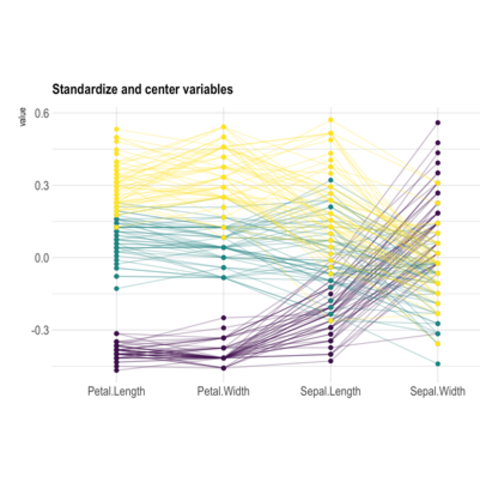 Standardize and center variables
value
0.6
0.3
0.0
-0.3
Petal.Length Petal.Width Sepal.Length Sepal.Width